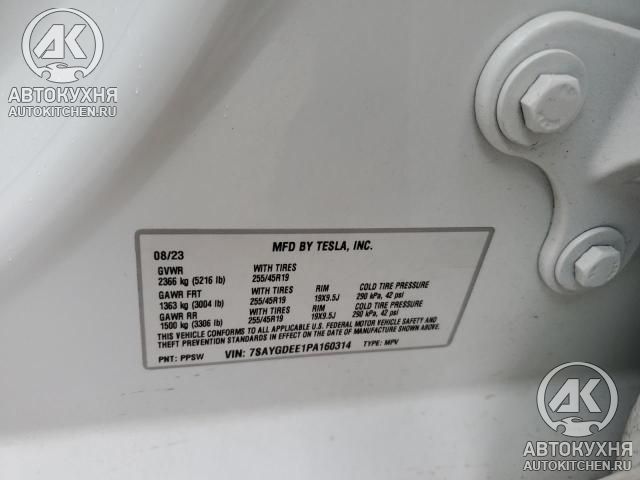 АК
АВТОКУХНЯ
AUTOKITCHEN.RU
08/23 MFD BY TESLA, INC.
GVWR WITH TIRES
2366 kg (5216 lb) 255/45R19
GAWR FRT WITH TIRES RIM COLD TIRE PRESSURE
1363 kg (3004 lb) 255/45R19 19X9.5J 290 kPa, 42 psi
GAWR RR WITH TIRES RIM COLD TIRE PRESSURE
1500 kg (3306 lb) 255/45R19 19X9.5J 290 kPa, 42 psi
THIS VEHICLE CONFORMS TO ALL APPLICABLE U.S. FEDERAL MOTOR VEHICLE SAFETY AND
THEFT PREVENTION STANDARDS IN EFFECT ON THE DATE OF MANUFACTURE SHOWN ABOVE.
PNT: PPSW VIN: 7SAYGDEE1PA160314 TYPE: MPV
АК
АВТОКУХНЯ
AUTOKITCHEN.RU